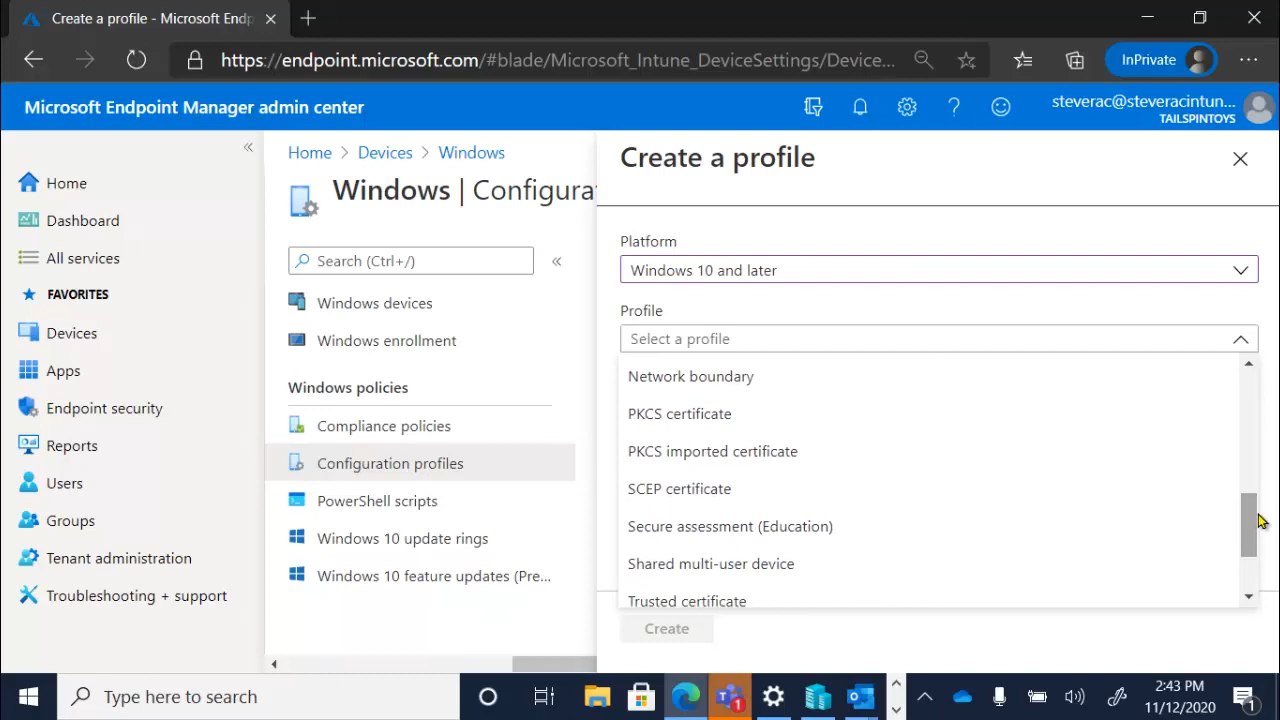 Create a profile - Microsoft Endp
https://endpoint.microsoft.com/#blade/Microsoft_Intune_DeviceSettings/Device...
InPrivate
Microsoft Endpoint Manager admin center
steverac@steveracintun...
TAILSPINTOYS
Home
Dashboard
All services
FAVORITES
Devices
Apps
Endpoint security
Reports
Users
Groups
Tenant administration
Troubleshooting + support
Home > Devices > Windows
Windows | Configura
Search (Ctrl+/)
Windows devices
Windows enrollment
Windows policies
Compliance policies
Configuration profiles
PowerShell scripts
Windows 10 update rings
Windows 10 feature updates (Pre...
Create a profile
Platform
Windows 10 and later
Profile
Select a profile
Network boundary
PKCS certificate
PKCS imported certificate
SCEP certificate
Secure assessment (Education)
Shared multi-user device
Trusted certificate
Create
Type here to search
1
2:43 PM
11/12/2020
1